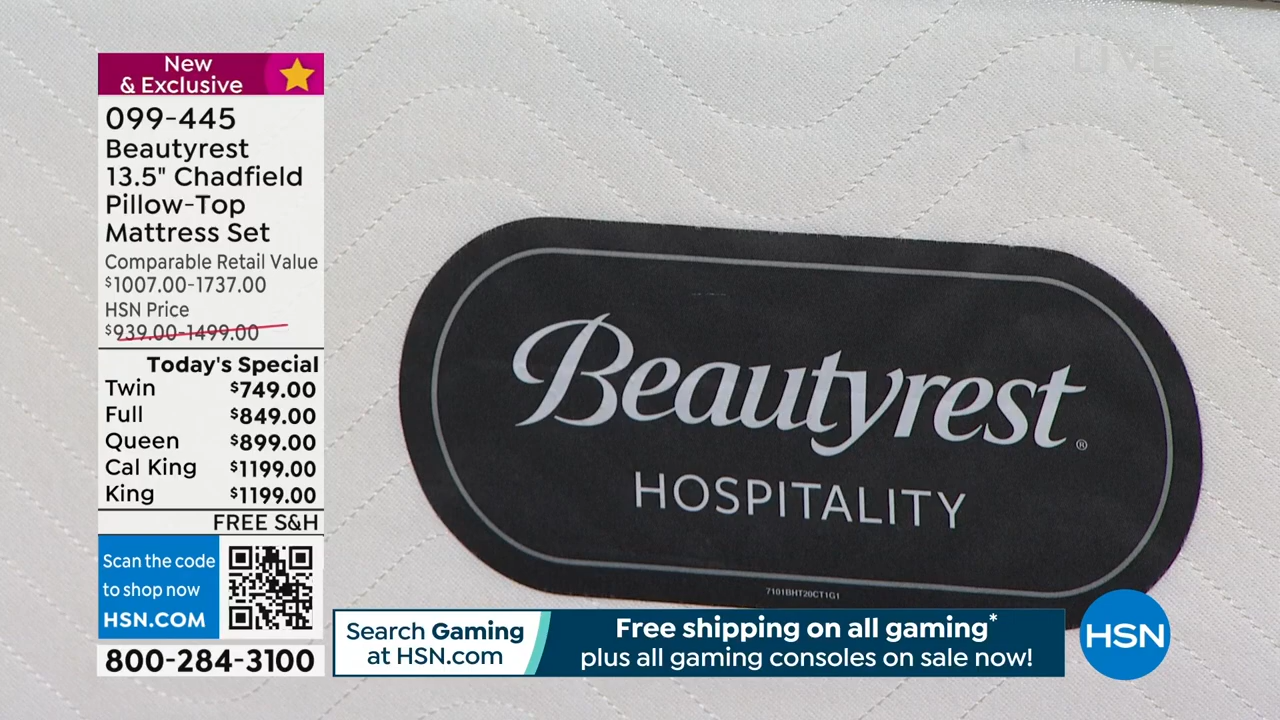 LIVE
New
& Exclusive
099-445
Beautyrest
13.5" Chadfield
Pillow-Top
Mattress Set
Comparable Retail Value
$1007.00-1737.00
HSN Price
$939.00-1499.00
Today's Special
Twin $749.00
Full $849.00
Queen $899.00
Cal King $1199.00
King $1199.00
FREE S&H
Scan the code
to shop now
HSN.COM
800-284-3100
Beautyrest®
HOSPITALITY
7101BHT20CT1G1
Search Gaming
at HSN.com
Free shipping on all gaming*
plus all gaming consoles on sale now!
HSN